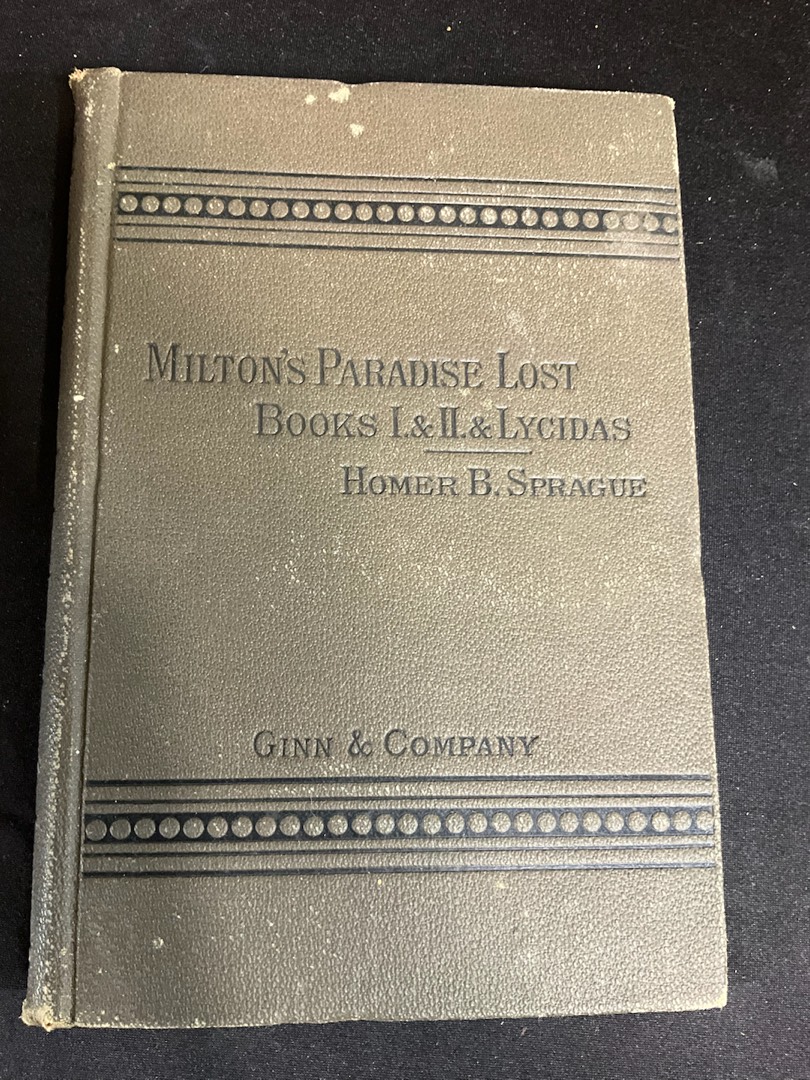 MILTON'S PARADISE LOST
BOOKS I. & II. & LYCIDAS
HOMER B. SPRAGUE
GINN & COMPANY